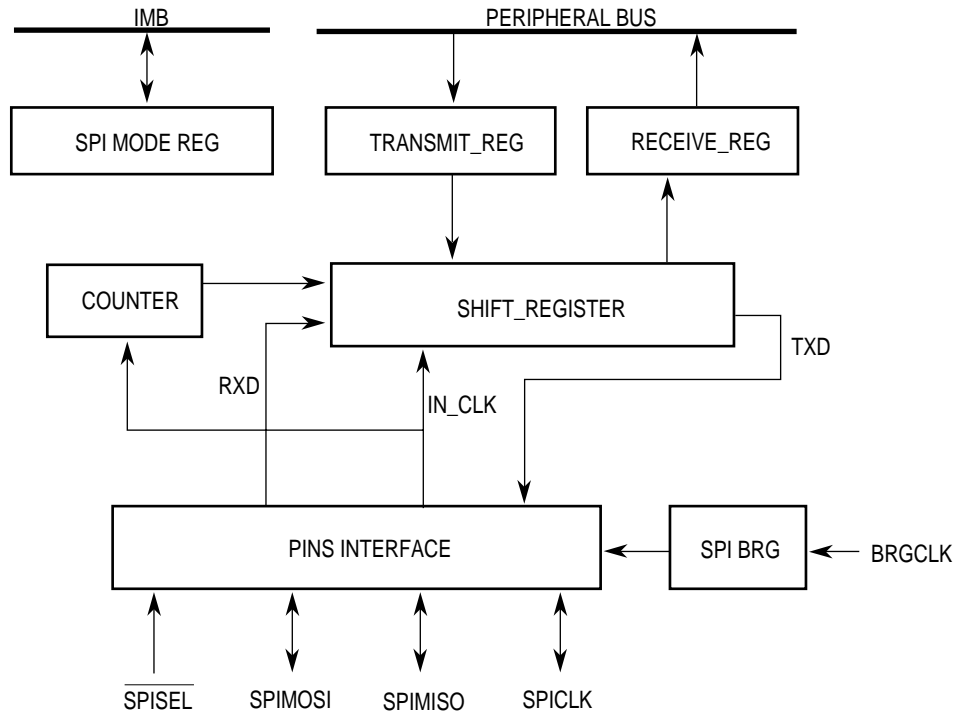 IMB
PERIPHERAL BUS
SPI MODE REG
TRANSMIT_REG
RECEIVE_REG
COUNTER
SHIFT_REGISTER
TXD
RXD
IN_CLK
PINS INTERFACE
SPI BRG
BRGCLK
SPISEL
SPIMOSI
SPIMISO
SPICLK